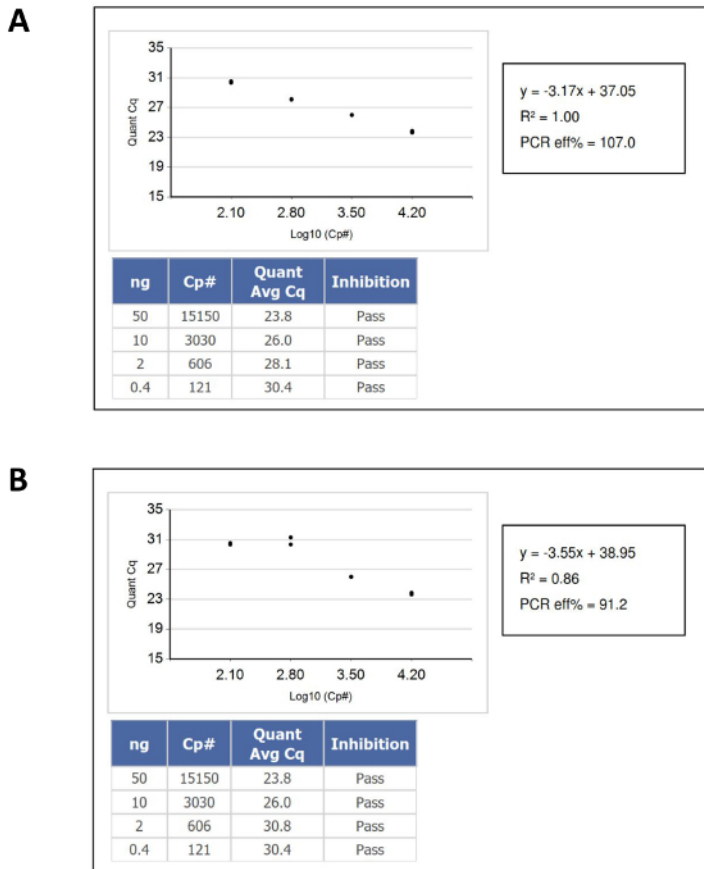 A
35
31
27
23
19
15
Quant Cq
2.10 2.80 3.50 4.20
Log10 (Cp#)
y = -3.17x + 37.05
R² = 1.00
PCR eff% = 107.0
ng Cp# Quant Avg Cq Inhibition
50 15150 23.8 Pass
10 3030 26.0 Pass
2 606 28.1 Pass
0.4 121 30.4 Pass
B
35
31
27
23
19
15
Quant Cq
2.10 2.80 3.50 4.20
Log10 (Cp#)
y = -3.55x + 38.95
R² = 0.86
PCR eff% = 91.2
ng Cp# Quant Avg Cq Inhibition
50 15150 23.8 Pass
10 3030 26.0 Pass
2 606 30.8 Pass
0.4 121 30.4 Pass